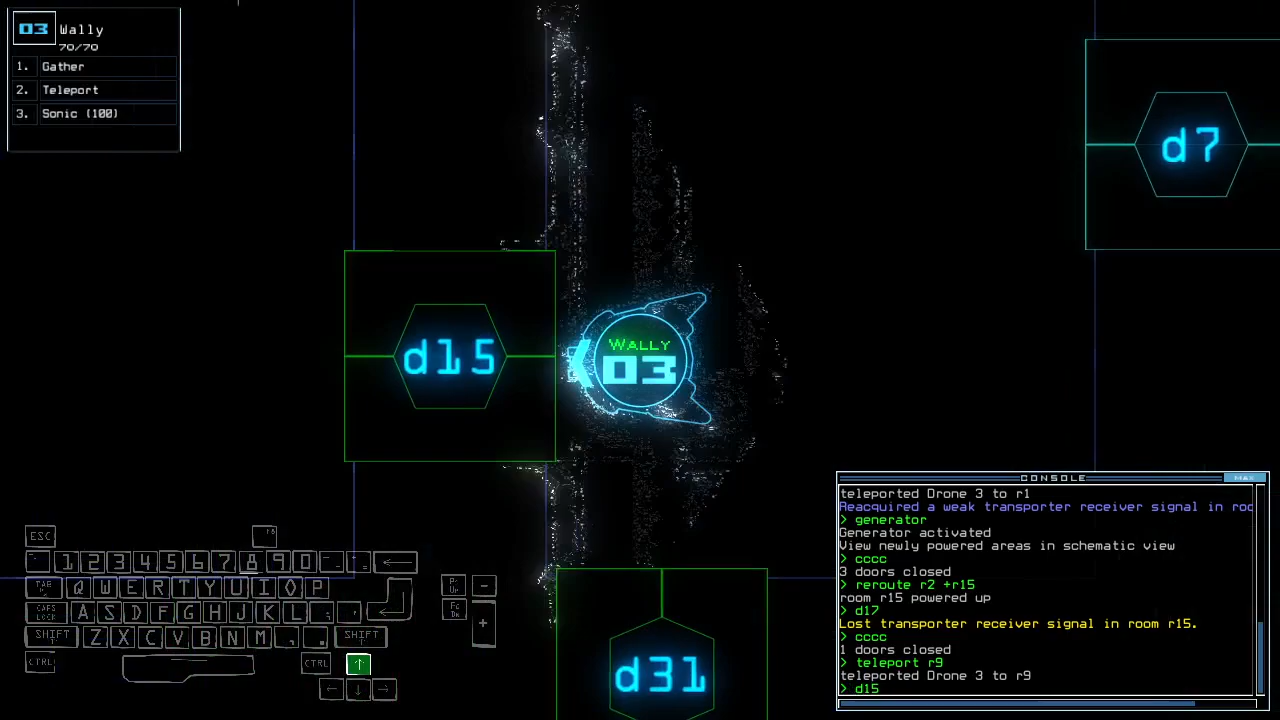 03 Wally
70/70
1. Gather
2. Teleport
3. Sonic (100)
d7
d15
WALLY
03
d31
CONSOLE
MAX
teleported Drone 3 to r1
Reacquired a weak transporter receiver signal in roo
> generator
Generator activated
View newly powered areas in schematic view
> cccc
3 doors closed
> reroute r2 +r15
room r15 powered up
> d17
Lost transporter receiver signal in room r15.
> cccc
1 doors closed
> teleport r9
teleported Drone 3 to r9
> d15
ESC
1 2 3 4 5 6 7 8 9 0 - +
TAB Q W E R T Y U I O P
CAPS LOCK A S D F G H J K L ; ,
SHIFT Z X C V B N M , . SHIFT
CTRL CTRL ↑
← ↓ →
-
+